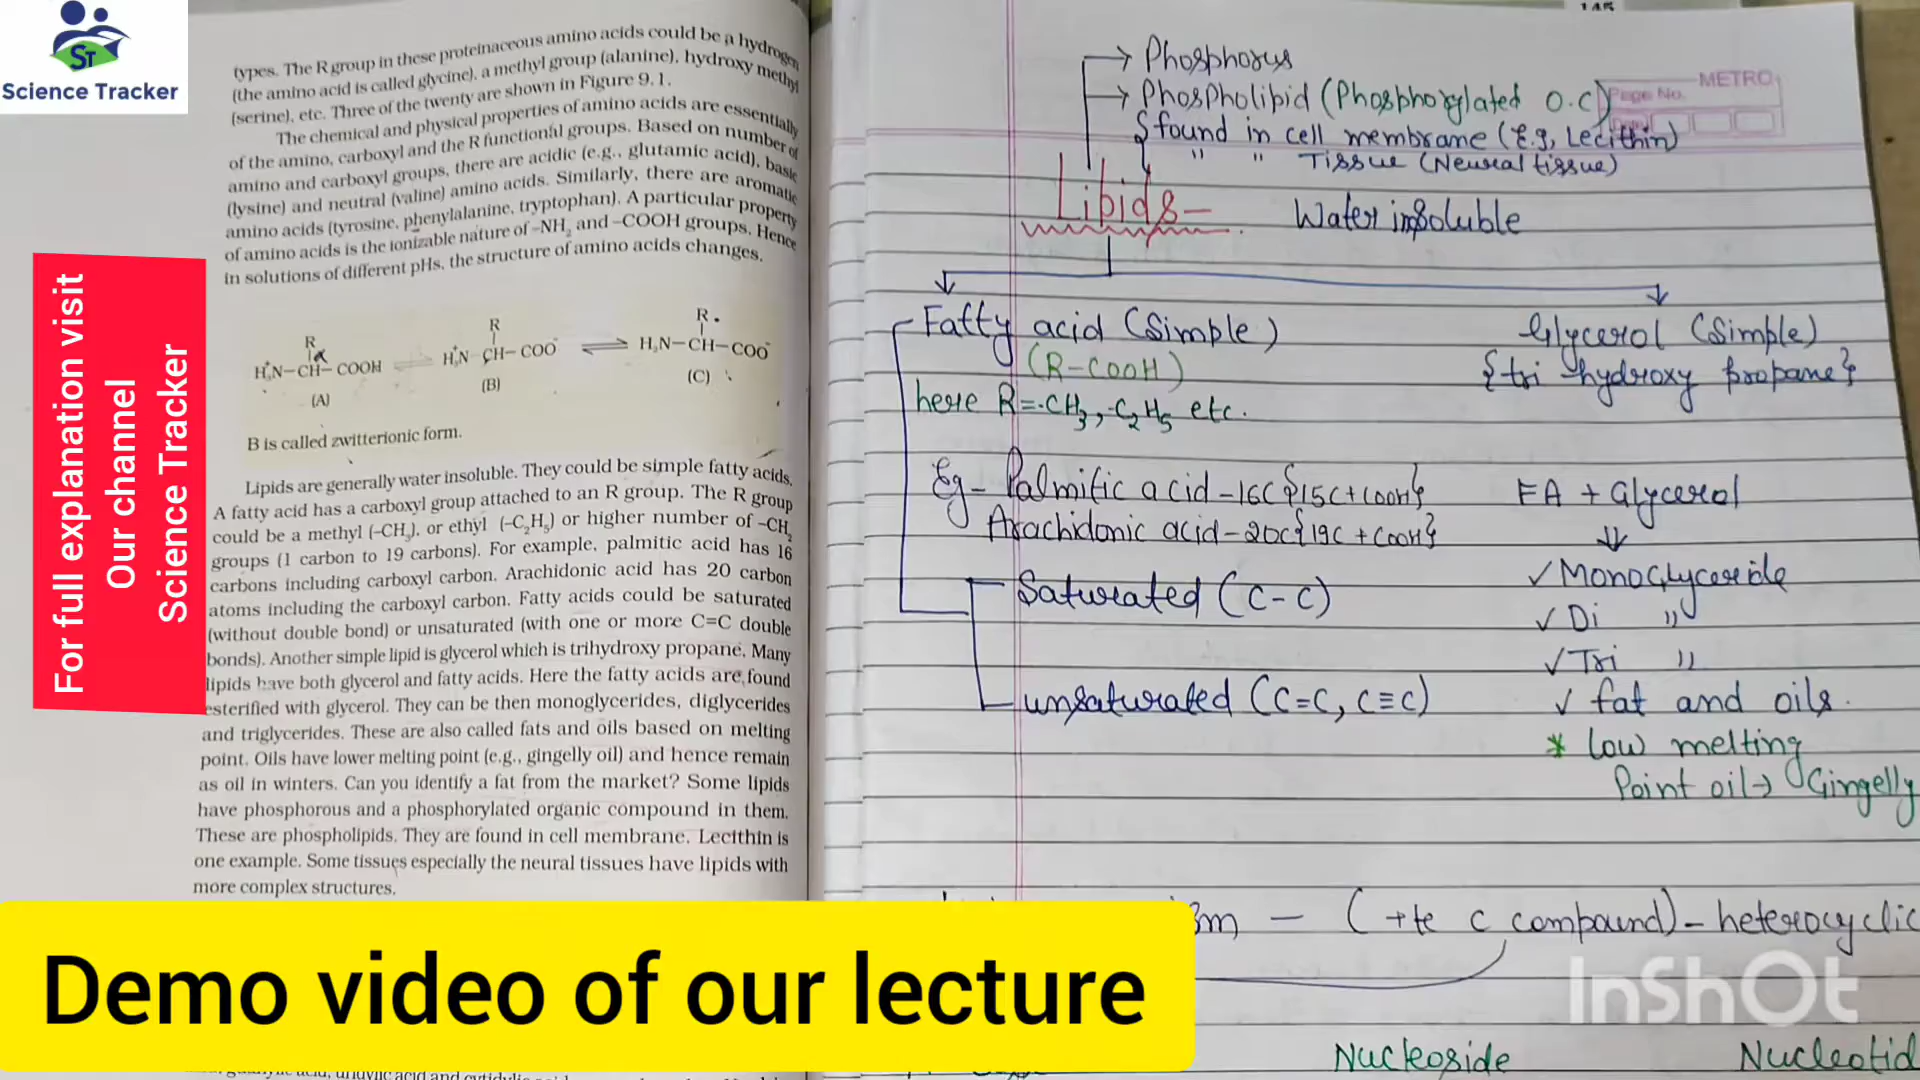 ST
Science Tracker
For full explanation visit
Our channel
Science Tracker
types. The R group in these proteinaceous amino acids could be a hydrogen
(the amino acid is called glycine), a methyl group (alanine), hydroxy methyl
(serine), etc. Three of the twenty are shown in Figure 9.1.
The chemical and physical properties of amino acids are essentially
of the amino, carboxyl and the R functional groups. Based on number of
amino and carboxyl groups, there are acidic (e.g., glutamic acid), basic
(lysine) and neutral (valine) amino acids. Similarly, there are aromatic
amino acids (tyrosine, phenylalanine, tryptophan). A particular property
of amino acids is the ionizable nature of –NH₂ and –COOH groups. Hence
in solutions of different pHs, the structure of amino acids changes.
R R R
H₃N⁺–CH–COOH ⇌ H₃N⁺–CH–COO⁻ ⇌ H₂N–CH–COO⁻
(A) (B) (C)
B is called zwitterionic form.
Lipids are generally water insoluble. They could be simple fatty acids.
A fatty acid has a carboxyl group attached to an R group. The R group
could be a methyl (–CH₃), or ethyl (–C₂H₅) or higher number of –CH₂
groups (1 carbon to 19 carbons). For example, palmitic acid has 16
carbons including carboxyl carbon. Arachidonic acid has 20 carbon
atoms including the carboxyl carbon. Fatty acids could be saturated
(without double bond) or unsaturated (with one or more C=C double
bonds). Another simple lipid is glycerol which is trihydroxy propane. Many
lipids have both glycerol and fatty acids. Here the fatty acids are found
esterified with glycerol. They can be then monoglycerides, diglycerides
and triglycerides. These are also called fats and oils based on melting
point. Oils have lower melting point (e.g., gingelly oil) and hence remain
as oil in winters. Can you identify a fat from the market? Some lipids
have phosphorous and a phosphorylated organic compound in them.
These are phospholipids. They are found in cell membrane. Lecithin is
one example. Some tissues especially the neural tissues have lipids with
more complex structures.
METRO
Page No.
→ Phosphorus
→ Phospholipid (Phosphorylated O.C)
{ found in cell membrane (E.g, Lecithin)
" " Tissue (Neural tissue)
Lipids – Water insoluble
Fatty acid (Simple)
(R–COOH)
here R=-CH₃, -C₂H₅ etc.
Eg – Palmitic acid – 16C {15C + COOH}
Arachidonic acid – 20C {19C + COOH}
Saturated (C–C)
unsaturated (C=C, C≡C)
Glycerol (Simple)
{tri hydroxy propane}
FA + Glycerol
⇓
✓ Monoglyceride
✓ Di "
✓ Tri "
✓ fat and oils.
* low melting
Point oil → Gingelly
– (+te C compound) – heterocyclic
Nucleoside Nucleotid
Demo video of our lecture
InShOt